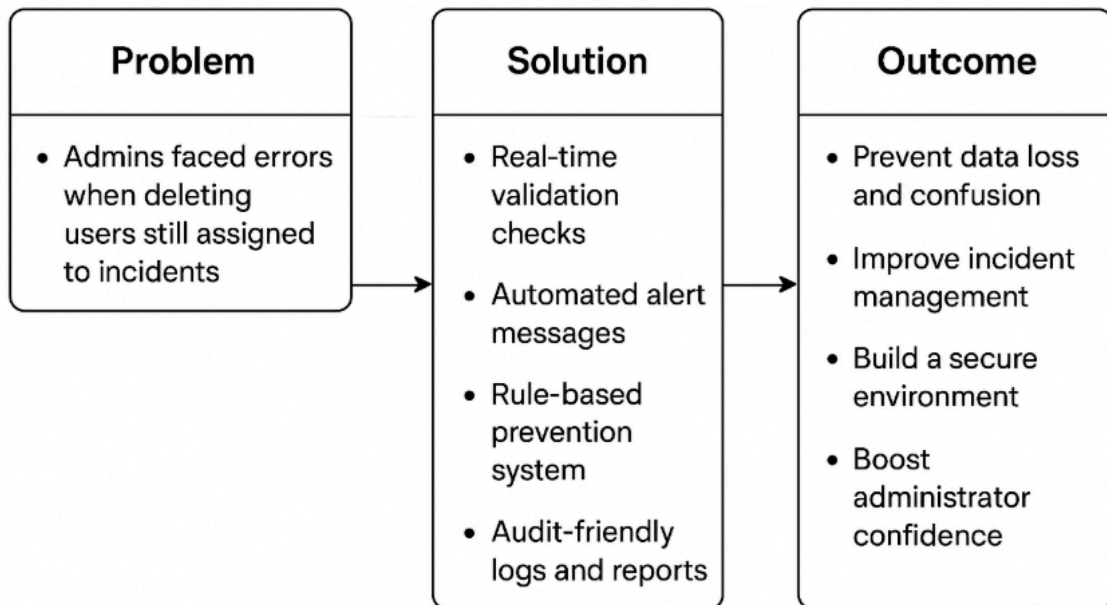 Problem
• Admins faced errors
when deleting
users still assigned
to incidents
Solution
• Real-time
validation
checks
• Automated alert
messages
• Rule-based
prevention
system
• Audit-friendly
logs and reports
Outcome
• Prevent data loss
and confusion
• Improve incident
management
• Build a secure
environment
• Boost
administrator
confidence